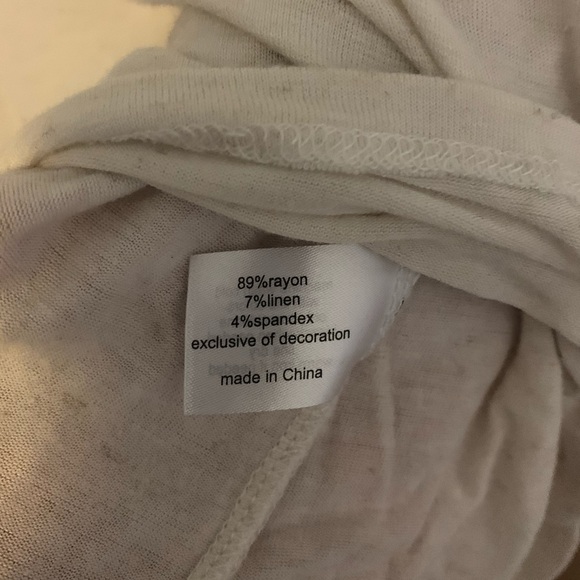 89%rayon
7%linen
4%spandex
exclusive of decoration
made in China